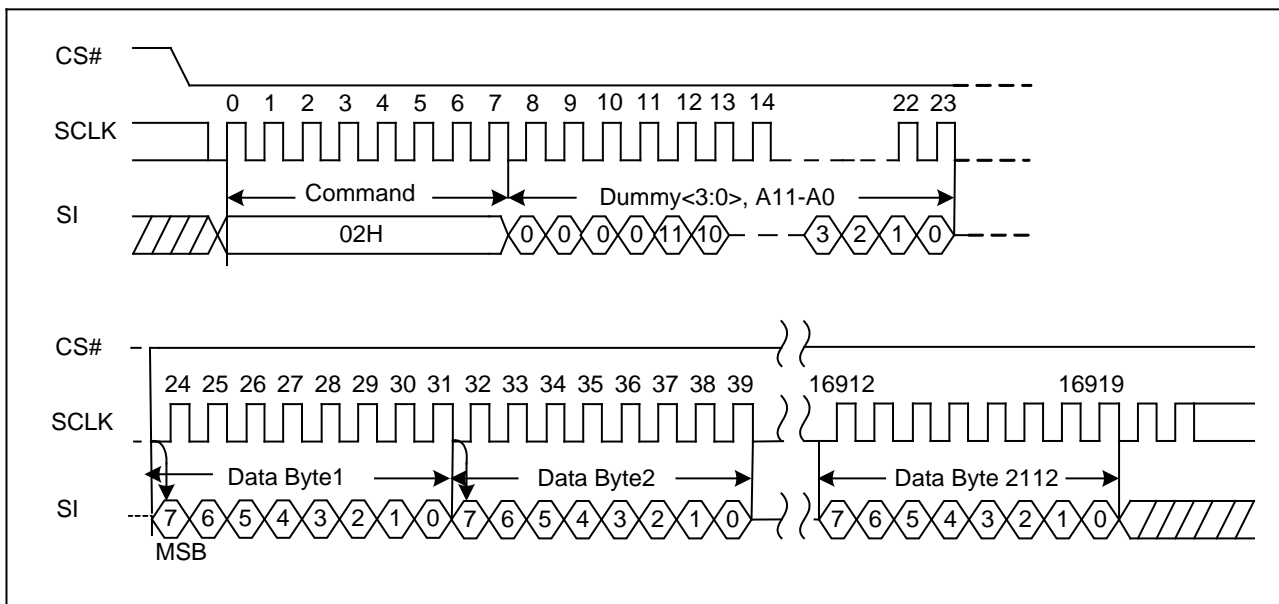 CS#
0 1 2 3 4 5 6 7 8 9 10 11 12 13 14 22 23
SCLK
Command Dummy<3:0>, A11-A0
SI
02H 0 0 0 0 11 10 3 2 1 0
CS#
24 25 26 27 28 29 30 31 32 33 34 35 36 37 38 39 16912 16919
SCLK
Data Byte1 Data Byte2 Data Byte 2112
SI
7 6 5 4 3 2 1 0 7 6 5 4 3 2 1 0 7 6 5 4 3 2 1 0
MSB